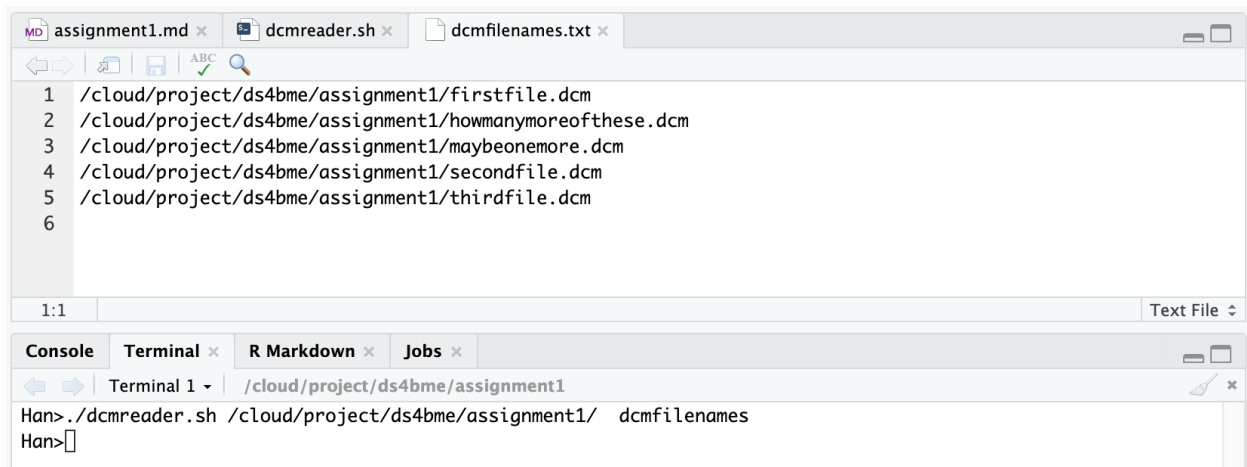 MD assignment1.md × dcmreader.sh × dcmfilenames.txt ×
ABC
1 /cloud/project/ds4bme/assignment1/firstfile.dcm
2 /cloud/project/ds4bme/assignment1/howmanymoreofthese.dcm
3 /cloud/project/ds4bme/assignment1/maybeonemore.dcm
4 /cloud/project/ds4bme/assignment1/secondfile.dcm
5 /cloud/project/ds4bme/assignment1/thirdfile.dcm
6
1:1 Text File
Console Terminal × R Markdown × Jobs ×
Terminal 1 /cloud/project/ds4bme/assignment1
Han>./dcmreader.sh /cloud/project/ds4bme/assignment1/  dcmfilenames
Han>